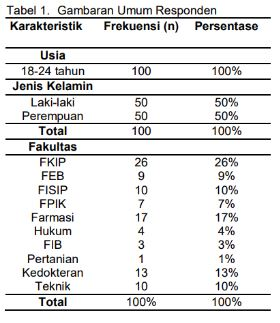 Tabel 1. Gambaran Umum Responden
Karakteristik Frekuensi (n) Persentase
Usia
18-24 tahun 100 100%
Jenis Kelamin
Laki-laki 50 50%
Perempuan 50 50%
Total 100 100%
Fakultas
FKIP 26 26%
FEB 9 9%
FISIP 10 10%
FPIK 7 7%
Farmasi 17 17%
Hukum 4 4%
FIB 3 3%
Pertanian 1 1%
Kedokteran 13 13%
Teknik 10 10%
Total 100% 100%